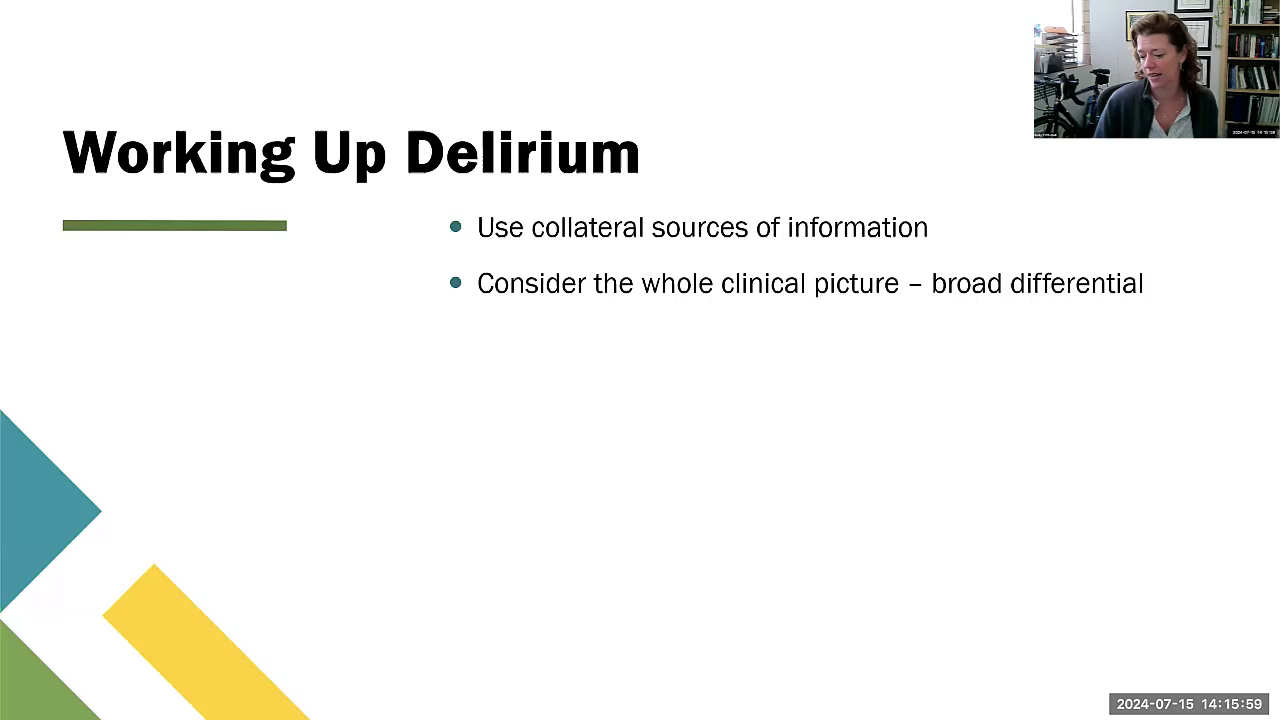 Working Up Delirium
Use collateral sources of information
Consider the whole clinical picture – broad differential
2024-07-15 14:15:59